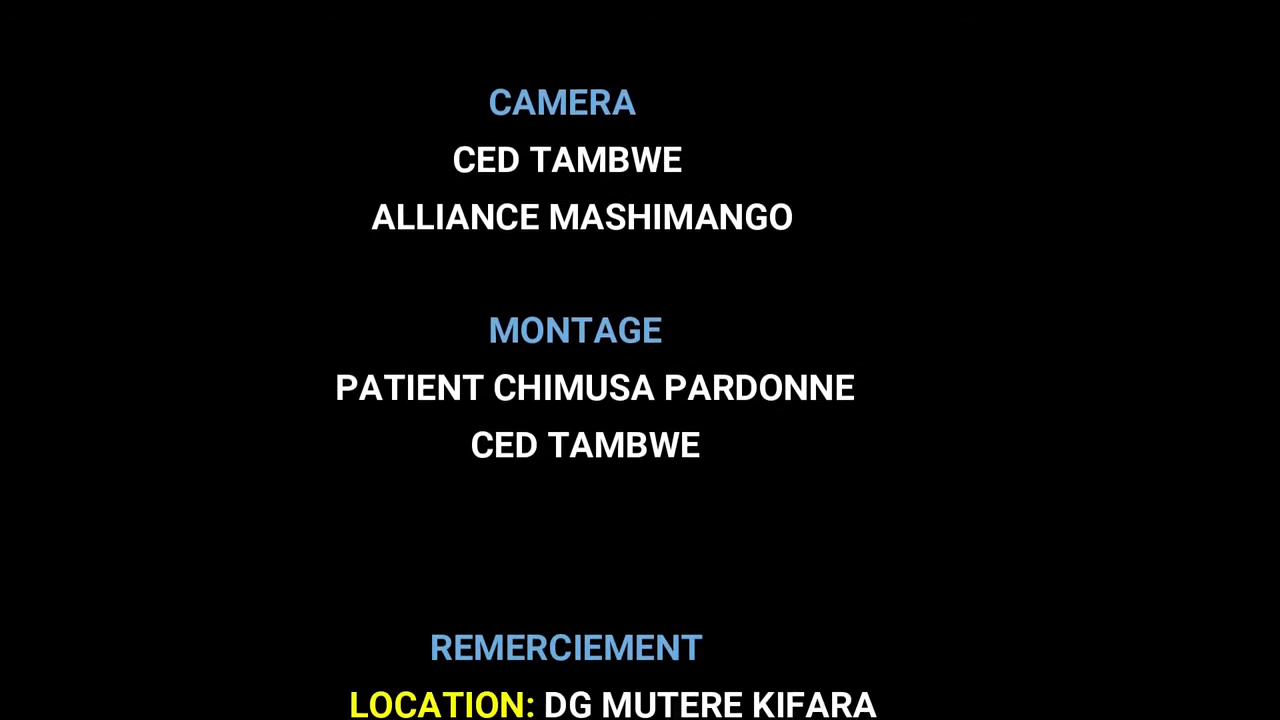 CAMERA
CED TAMBWE
ALLIANCE MASHIMANGO
MONTAGE
PATIENT CHIMUSA PARDONNE
CED TAMBWE
REMERCIEMENT
LOCATION: DG MUTERE KIFARA